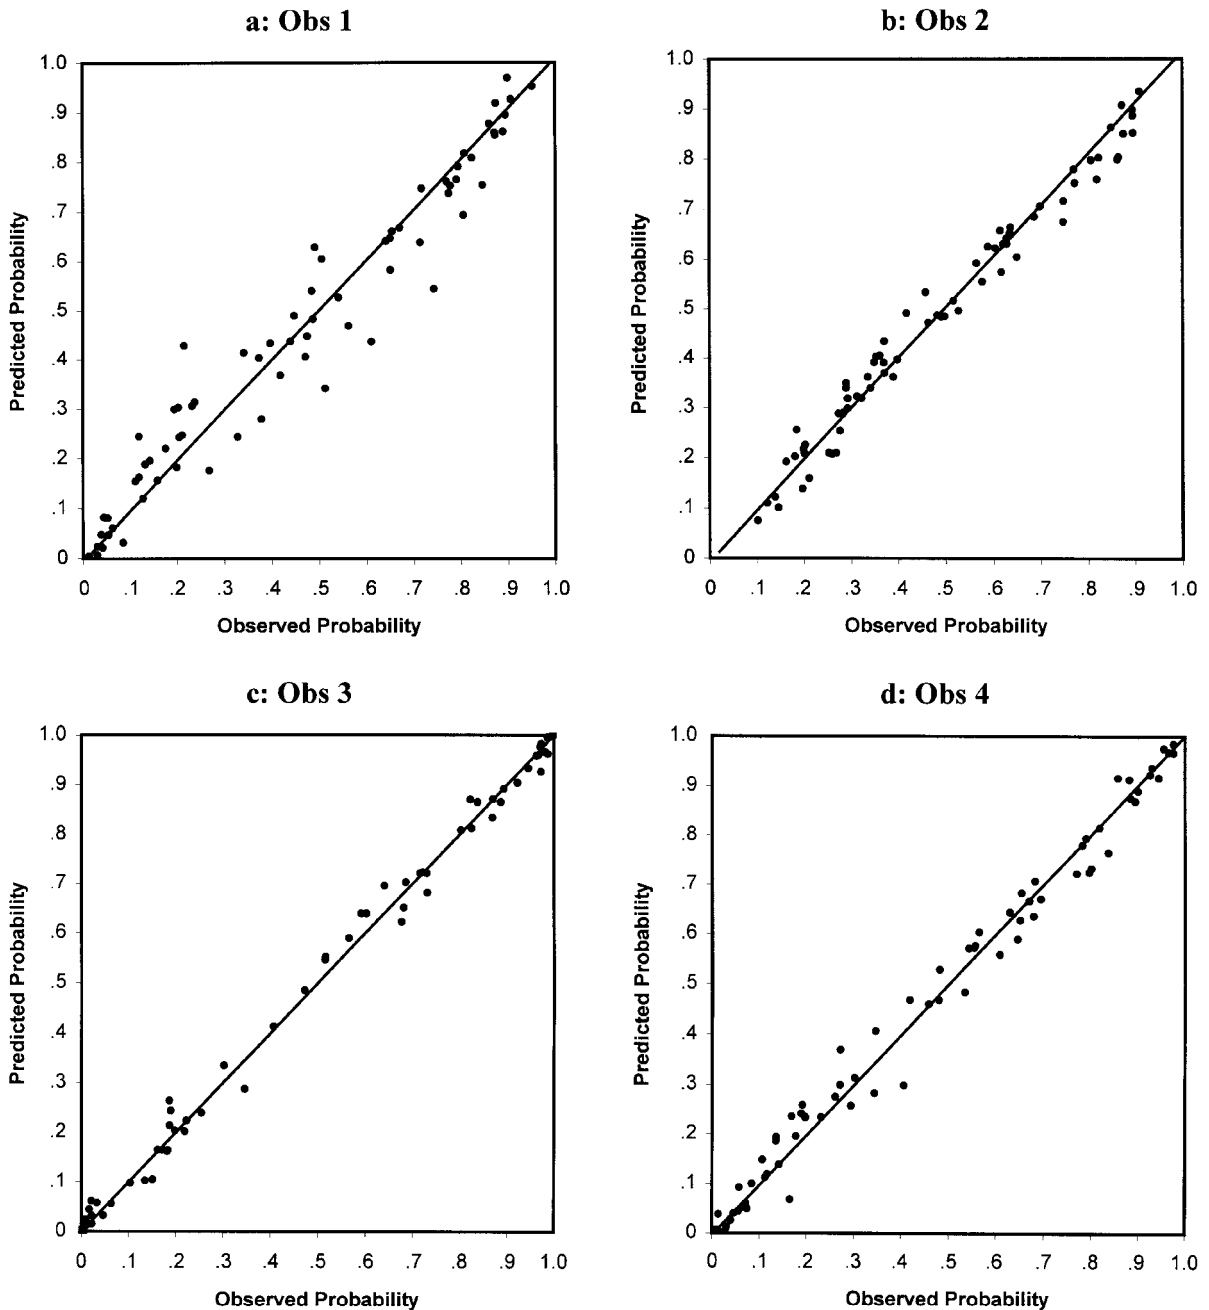 a: Obs 1
1.0
.9
.8
.7
.6
.5
.4
.3
.2
.1
0
Predicted Probability
0 .1 .2 .3 .4 .5 .6 .7 .8 .9 1.0
Observed Probability
b: Obs 2
1.0
.9
.8
.7
.6
.5
.4
.3
.2
.1
0
Predicted Probability
0 .1 .2 .3 .4 .5 .6 .7 .8 .9 1.0
Observed Probability
c: Obs 3
1.0
.9
.8
.7
.6
.5
.4
.3
.2
.1
0
Predicted Probability
0 .1 .2 .3 .4 .5 .6 .7 .8 .9 1.0
Observed Probability
d: Obs 4
1.0
.9
.8
.7
.6
.5
.4
.3
.2
.1
0
Predicted Probability
0 .1 .2 .3 .4 .5 .6 .7 .8 .9 1.0
Observed Probability